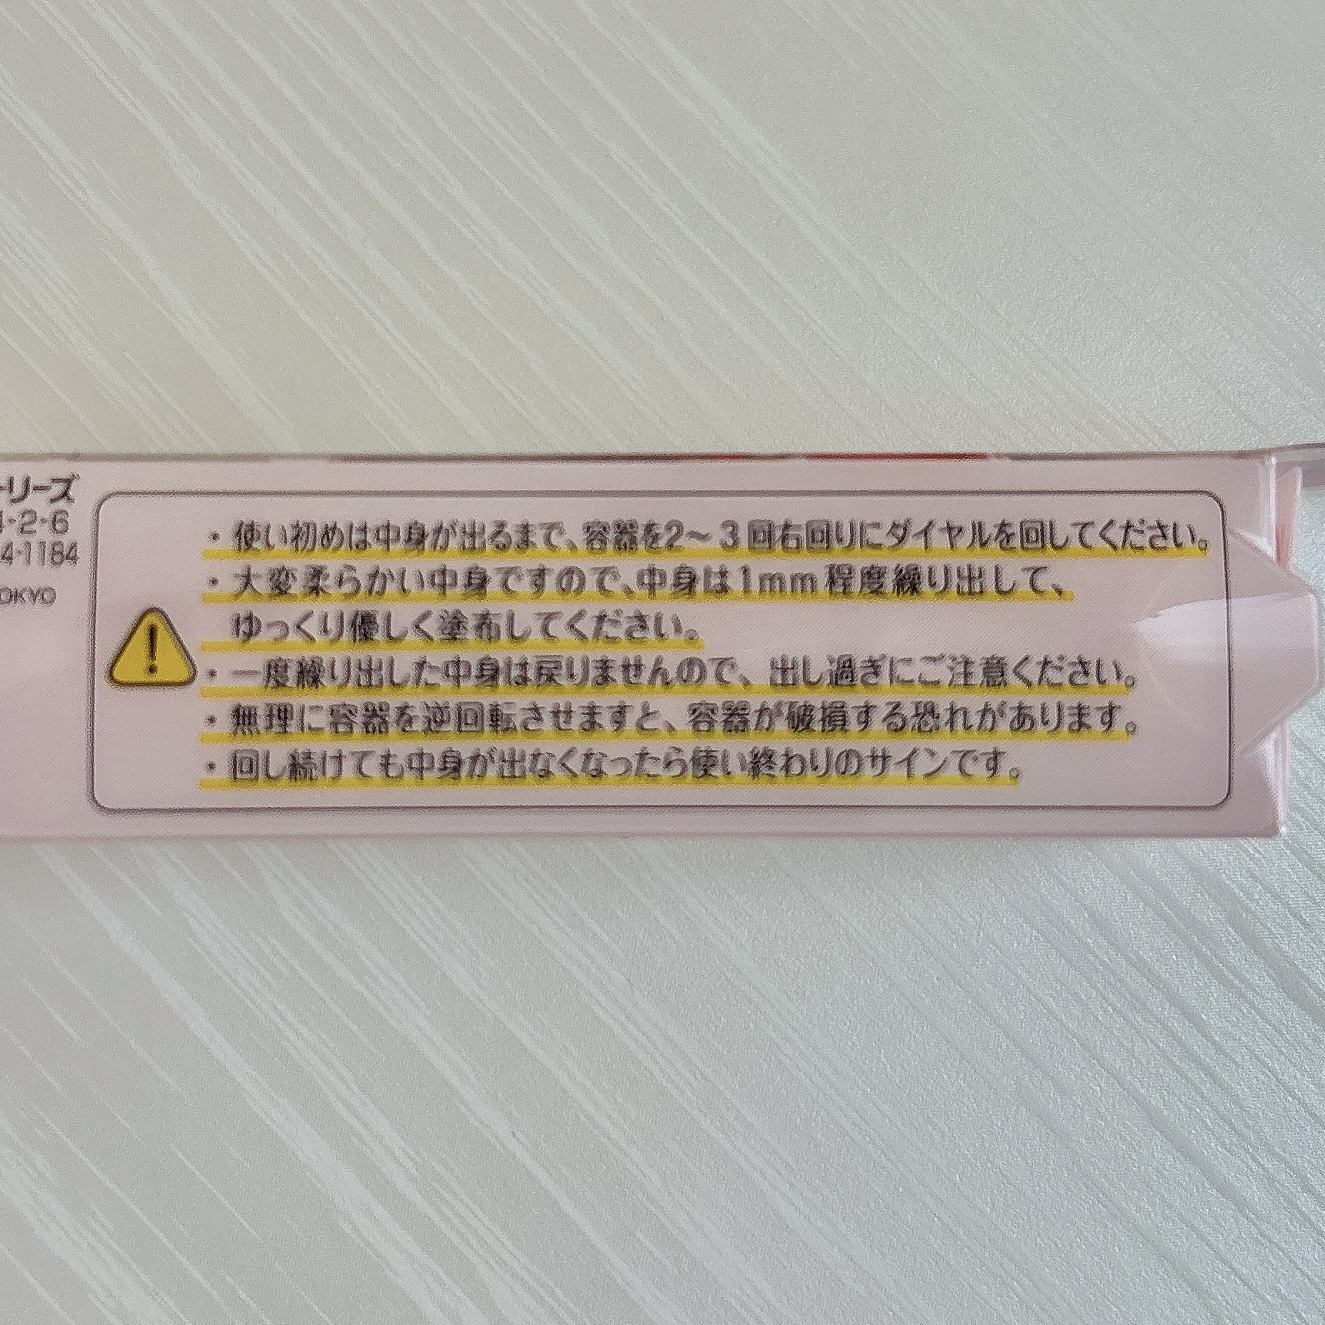 ーリーズ
1-2-6
4-1184
OKYO
・使い初めは中身が出るまで、容器を2〜3回右回りにダイヤルを回してください。
・大変柔らかい中身ですので、中身は1mm程度繰り出して、
ゆっくり優しく塗布してください。
・一度繰り出した中身は戻りませんので、出し過ぎにご注意ください。
・無理に容器を逆回転させますと、容器が破損する恐れがあります。
・回し続けても中身が出なくなったら使い終わりのサインです。